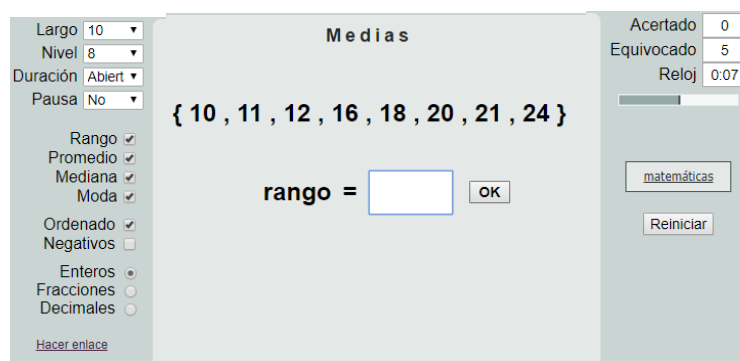 Largo 10
Nivel 8
Duración Abiert
Pausa No
Rango
Promedio
Mediana
Moda
Ordenado
Negativos
Enteros
Fracciones
Decimales
Hacer enlace
Medias
{ 10 , 11 , 12 , 16 , 18 , 20 , 21 , 24 }
rango =
OK
Acertado 0
Equivocado 5
Reloj 0:07
matemáticas
Reiniciar